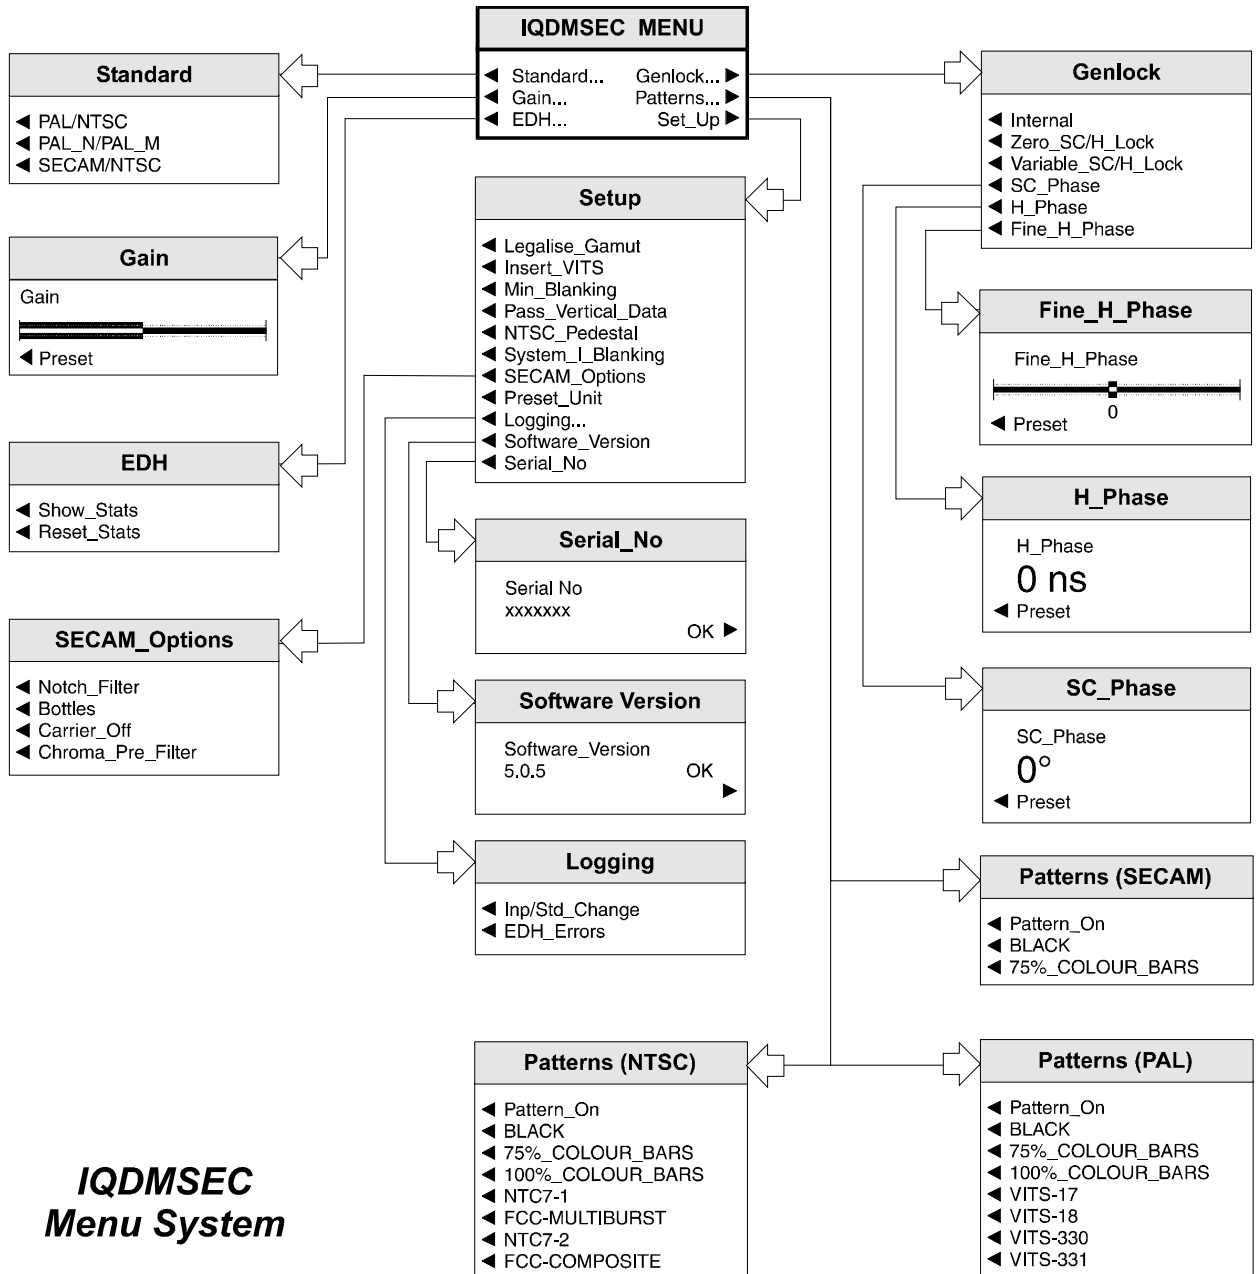 IQDMSEC MENU
Standard... Genlock...
Gain... Patterns...
EDH... Set_Up
Standard
PAL/NTSC
PAL_N/PAL_M
SECAM/NTSC
Gain
Gain
Preset
EDH
Show_Stats
Reset_Stats
SECAM_Options
Notch_Filter
Bottles
Carrier_Off
Chroma_Pre_Filter
Setup
Legalise_Gamut
Insert_VITS
Min_Blanking
Pass_Vertical_Data
NTSC_Pedestal
System_I_Blanking
SECAM_Options
Preset_Unit
Logging...
Software_Version
Serial_No
Serial_No
Serial No
xxxxxxx
OK
Software Version
Software_Version
5.0.5 OK
Logging
Inp/Std_Change
EDH_Errors
Patterns (NTSC)
Pattern_On
BLACK
75%_COLOUR_BARS
100%_COLOUR_BARS
NTC7-1
FCC-MULTIBURST
NTC7-2
FCC-COMPOSITE
Genlock
Internal
Zero_SC/H_Lock
Variable_SC/H_Lock
SC_Phase
H_Phase
Fine_H_Phase
Fine_H_Phase
Fine_H_Phase
0
Preset
H_Phase
H_Phase
0 ns
Preset
SC_Phase
SC_Phase
0°
Preset
Patterns (SECAM)
Pattern_On
BLACK
75%_COLOUR_BARS
Patterns (PAL)
Pattern_On
BLACK
75%_COLOUR_BARS
100%_COLOUR_BARS
VITS-17
VITS-18
VITS-330
VITS-331
IQDMSEC
Menu System